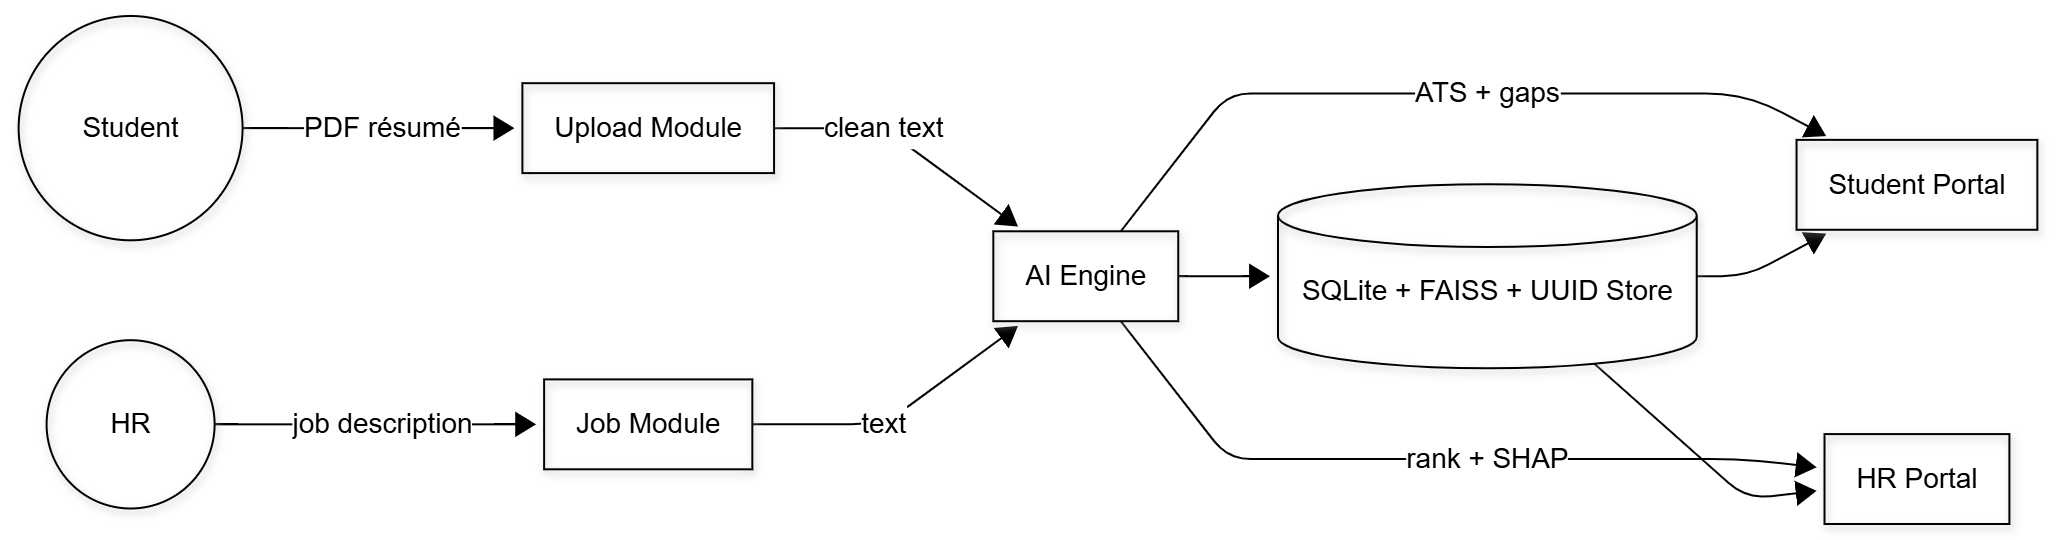 Student
PDF résumé
Upload Module
clean text
ATS + gaps
Student Portal
AI Engine
SQLite + FAISS + UUID Store
HR
job description
Job Module
text
rank + SHAP
HR Portal